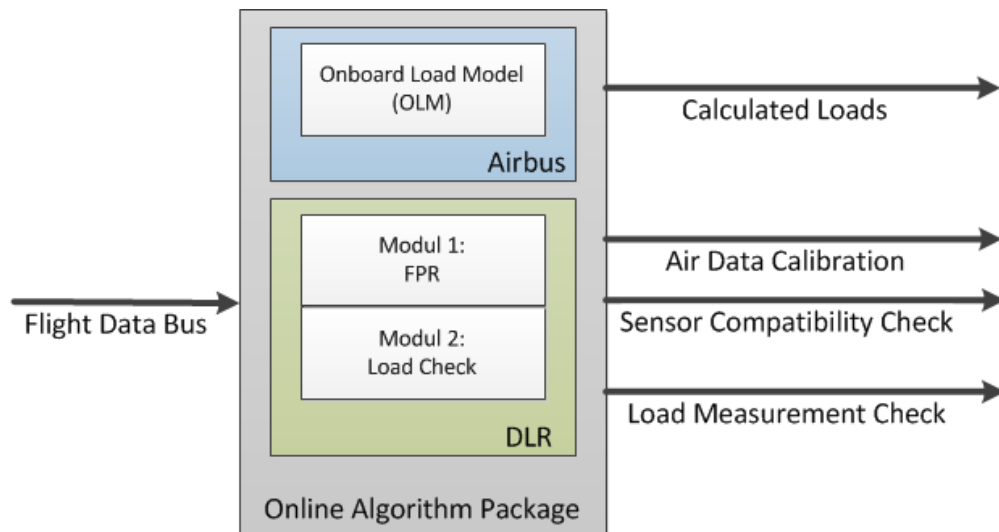 Onboard Load Model
(OLM)
Airbus
Calculated Loads
Modul 1:
FPR
Air Data Calibration
Flight Data Bus
Sensor Compatibility Check
Modul 2:
Load Check
Load Measurement Check
DLR
Online Algorithm Package